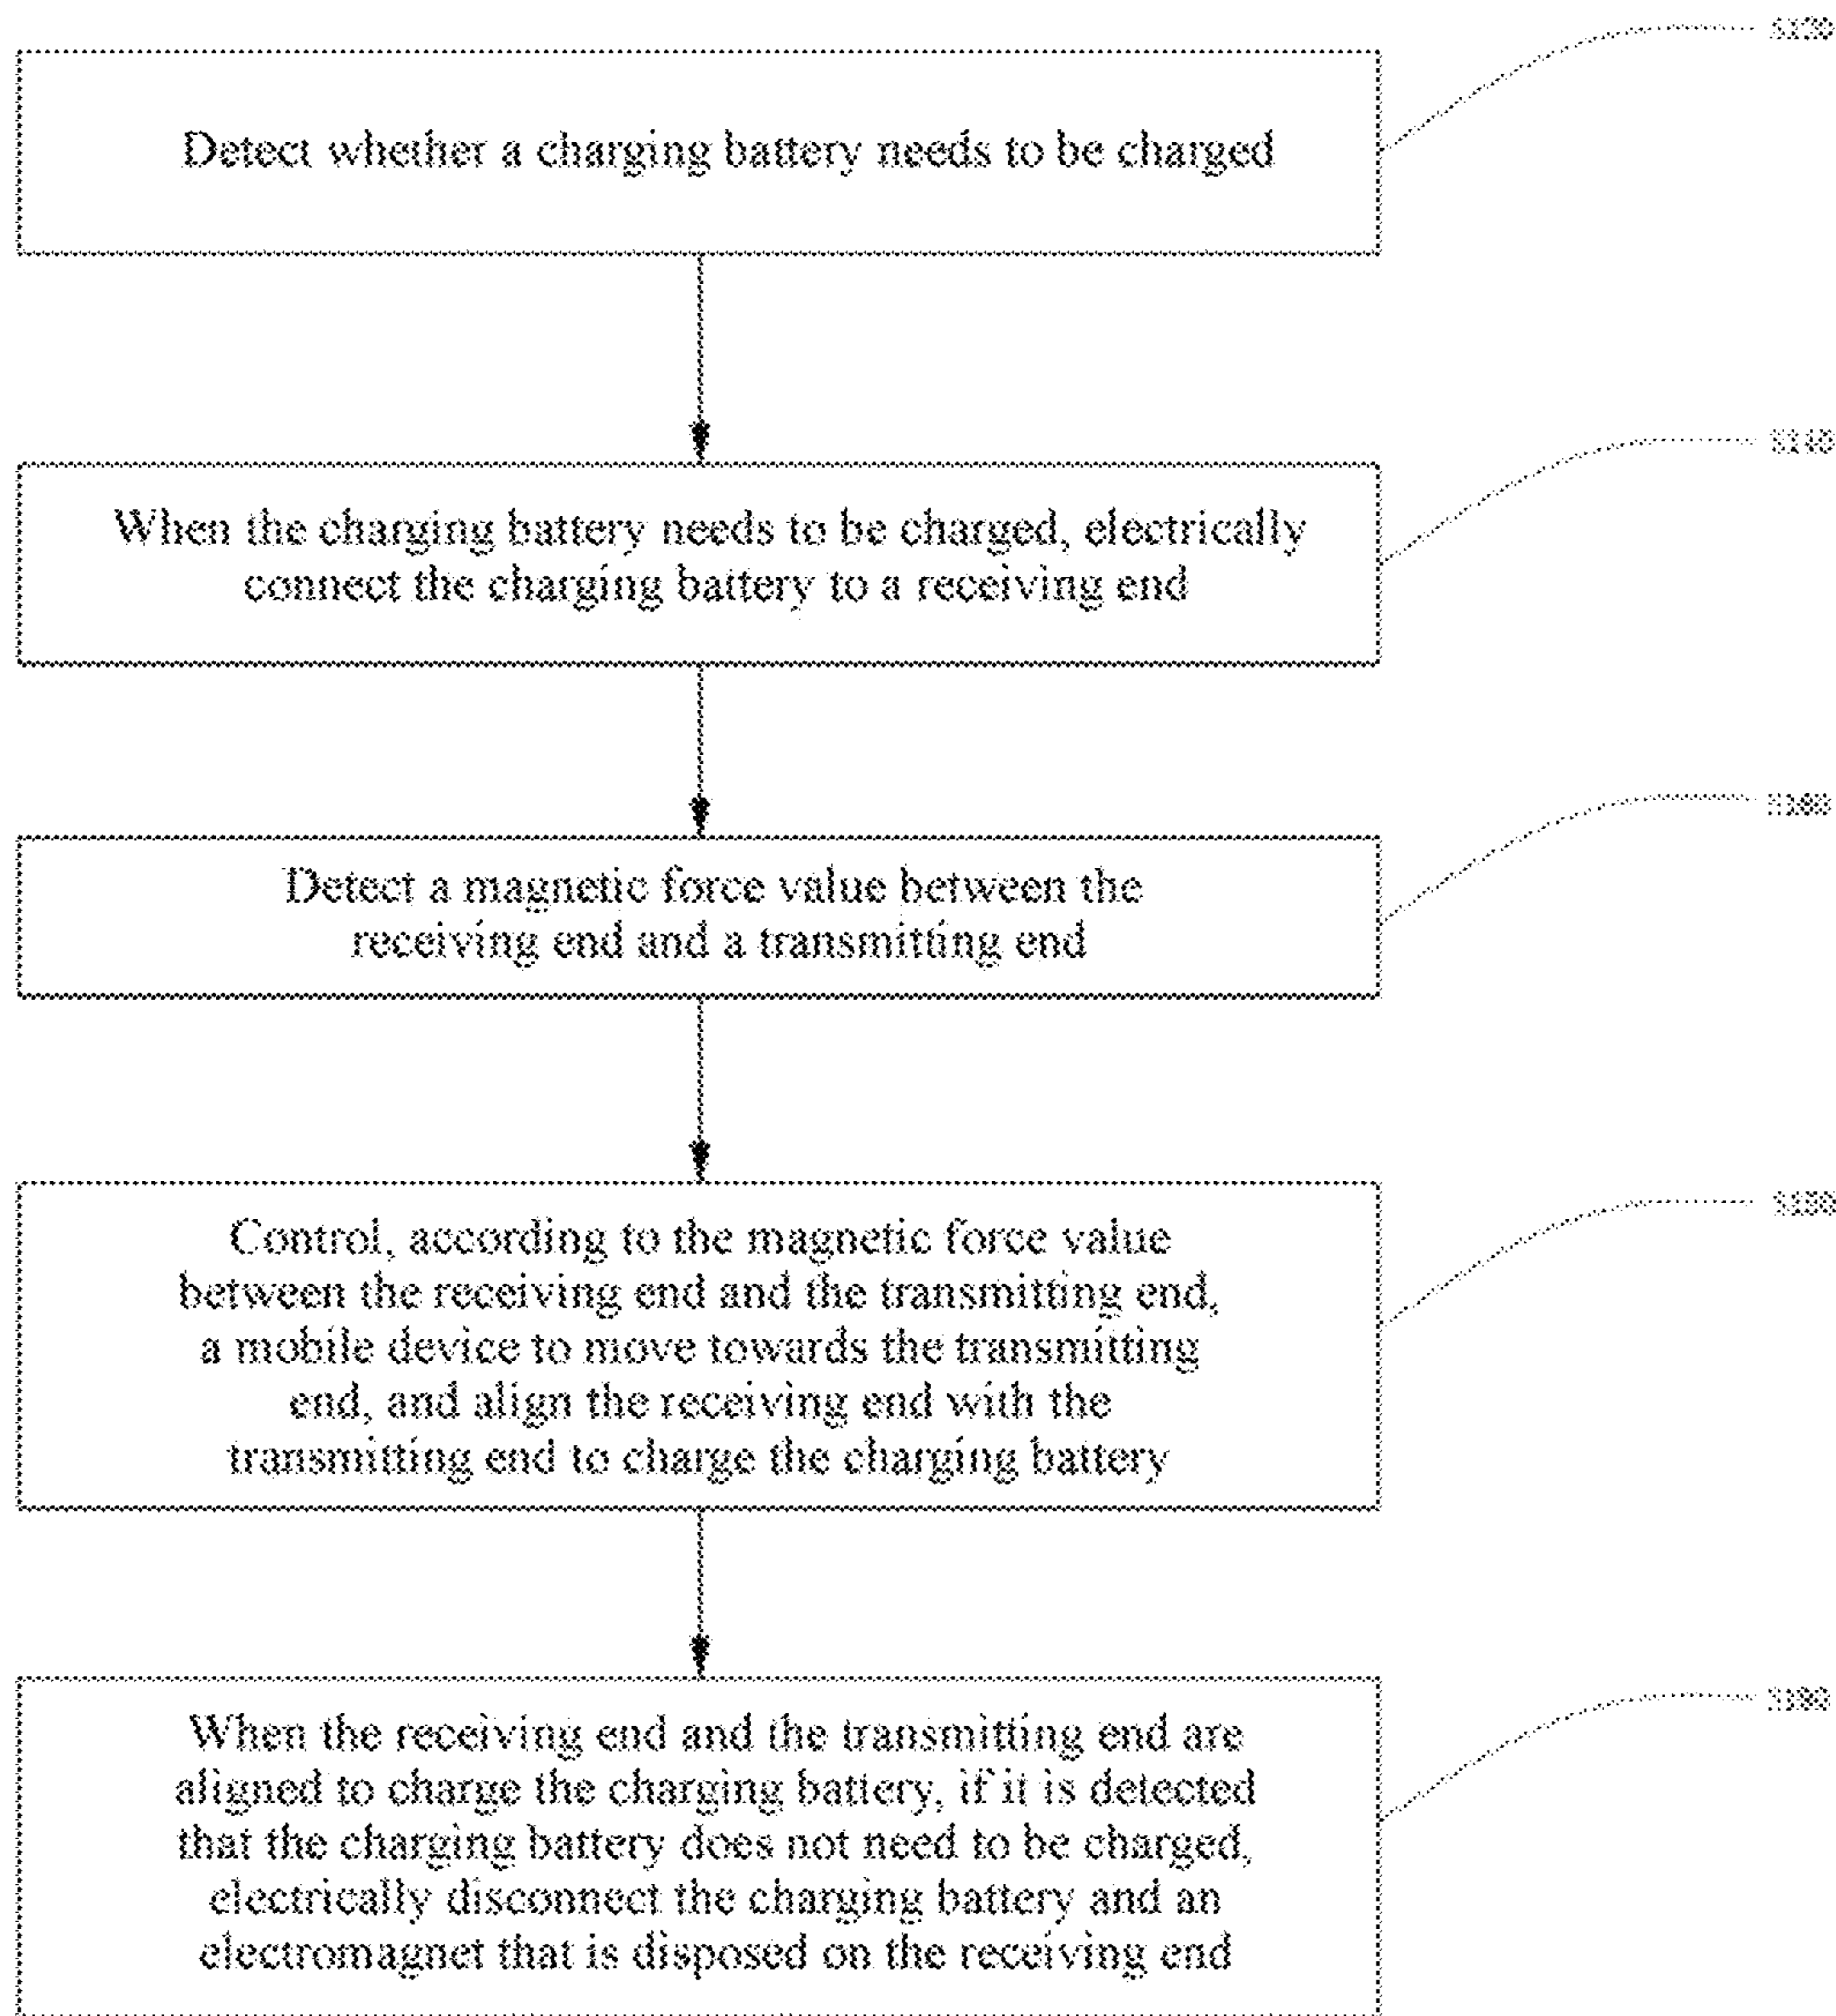 Detect whether a charging battery needs to be charged
S140
When the charging battery needs to be charged, electrically
connect the charging battery to a receiving end
Detect a magnetic force value between the
receiving end and a transmitting end
Control, according to the magnetic force value
between the receiving end and the transmitting end,
a mobile device to move towards the transmitting
end, and align the receiving end with the
transmitting end to charge the charging battery
When the receiving end and the transmitting end are
aligned to charge the charging battery, if it is detected
that the charging battery does not need to be charged,
electrically disconnect the charging battery and an
electromagnet that is disposed on the receiving end